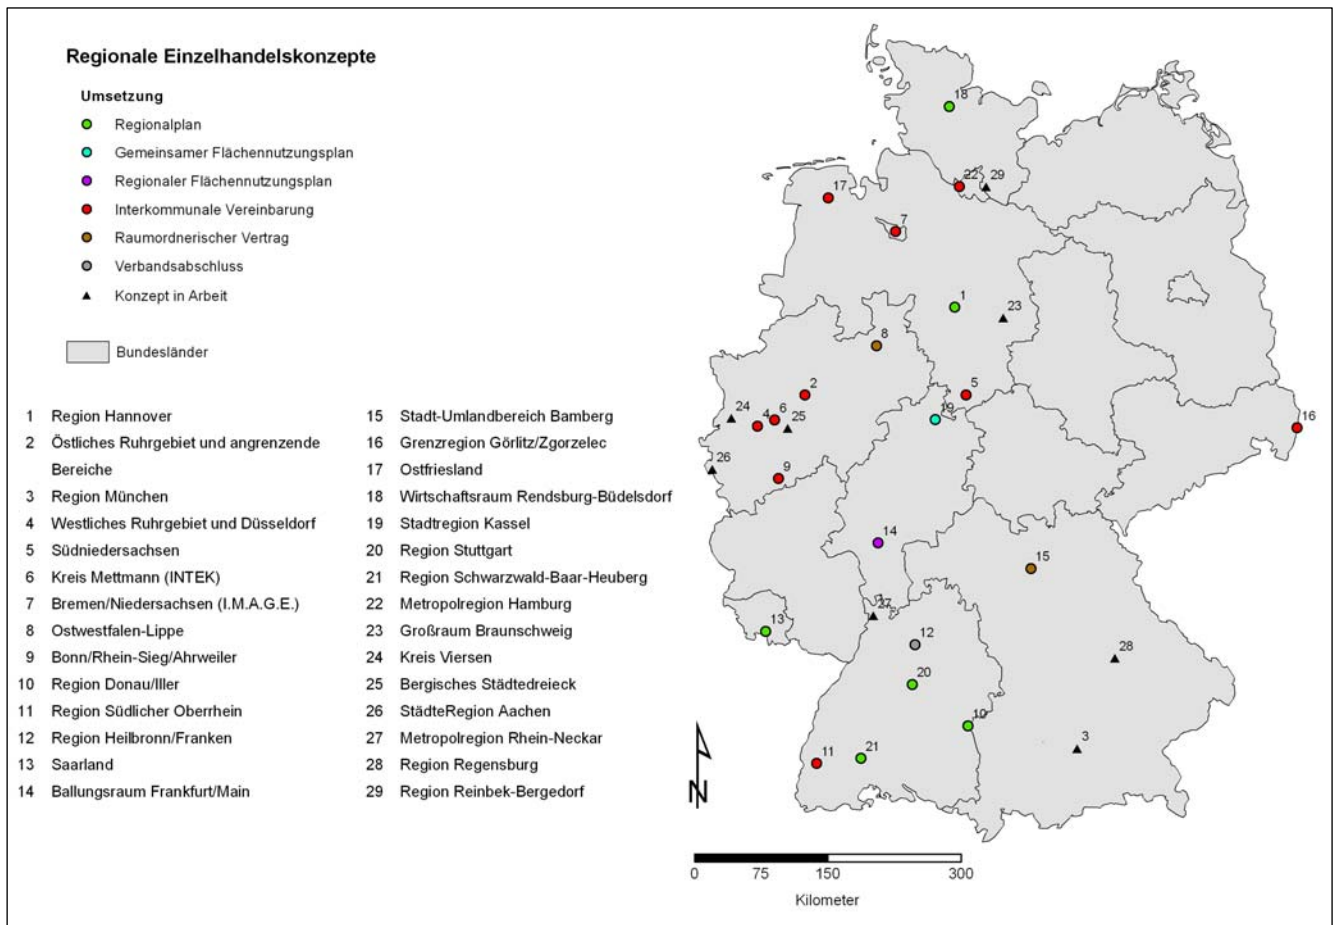 Regionale Einzelhandelskonzepte
Umsetzung
Regionalplan
Gemeinsamer Flächennutzungsplan
Regionaler Flächennutzungsplan
Interkommunale Vereinbarung
Raumordnerischer Vertrag
Verbandsabschluss
Konzept in Arbeit
Bundesländer
1 Region Hannover
2 Östliches Ruhrgebiet und angrenzende
Bereiche
3 Region München
4 Westliches Ruhrgebiet und Düsseldorf
5 Südniedersachsen
6 Kreis Mettmann (INTEK)
7 Bremen/Niedersachsen (I.M.A.G.E.)
8 Ostwestfalen-Lippe
9 Bonn/Rhein-Sieg/Ahrweiler
10 Region Donau/Iller
11 Region Südlicher Oberrhein
12 Region Heilbronn/Franken
13 Saarland
14 Ballungsraum Frankfurt/Main
15 Stadt-Umlandbereich Bamberg
16 Grenzregion Görlitz/Zgorzelec
17 Ostfriesland
18 Wirtschaftsraum Rendsburg-Büdelsdorf
19 Stadtregion Kassel
20 Region Stuttgart
21 Region Schwarzwald-Baar-Heuberg
22 Metropolregion Hamburg
23 Großraum Braunschweig
24 Kreis Viersen
25 Bergisches Städtedreieck
26 StädteRegion Aachen
27 Metropolregion Rhein-Neckar
28 Region Regensburg
29 Region Reinbek-Bergedorf
18
22 29
17
7
1
23
8
2
5
24
4 6
25
19
16
26
9
14
15
27
13
12
28
20
10
3
11
21
N
0 75 150 300
Kilometer